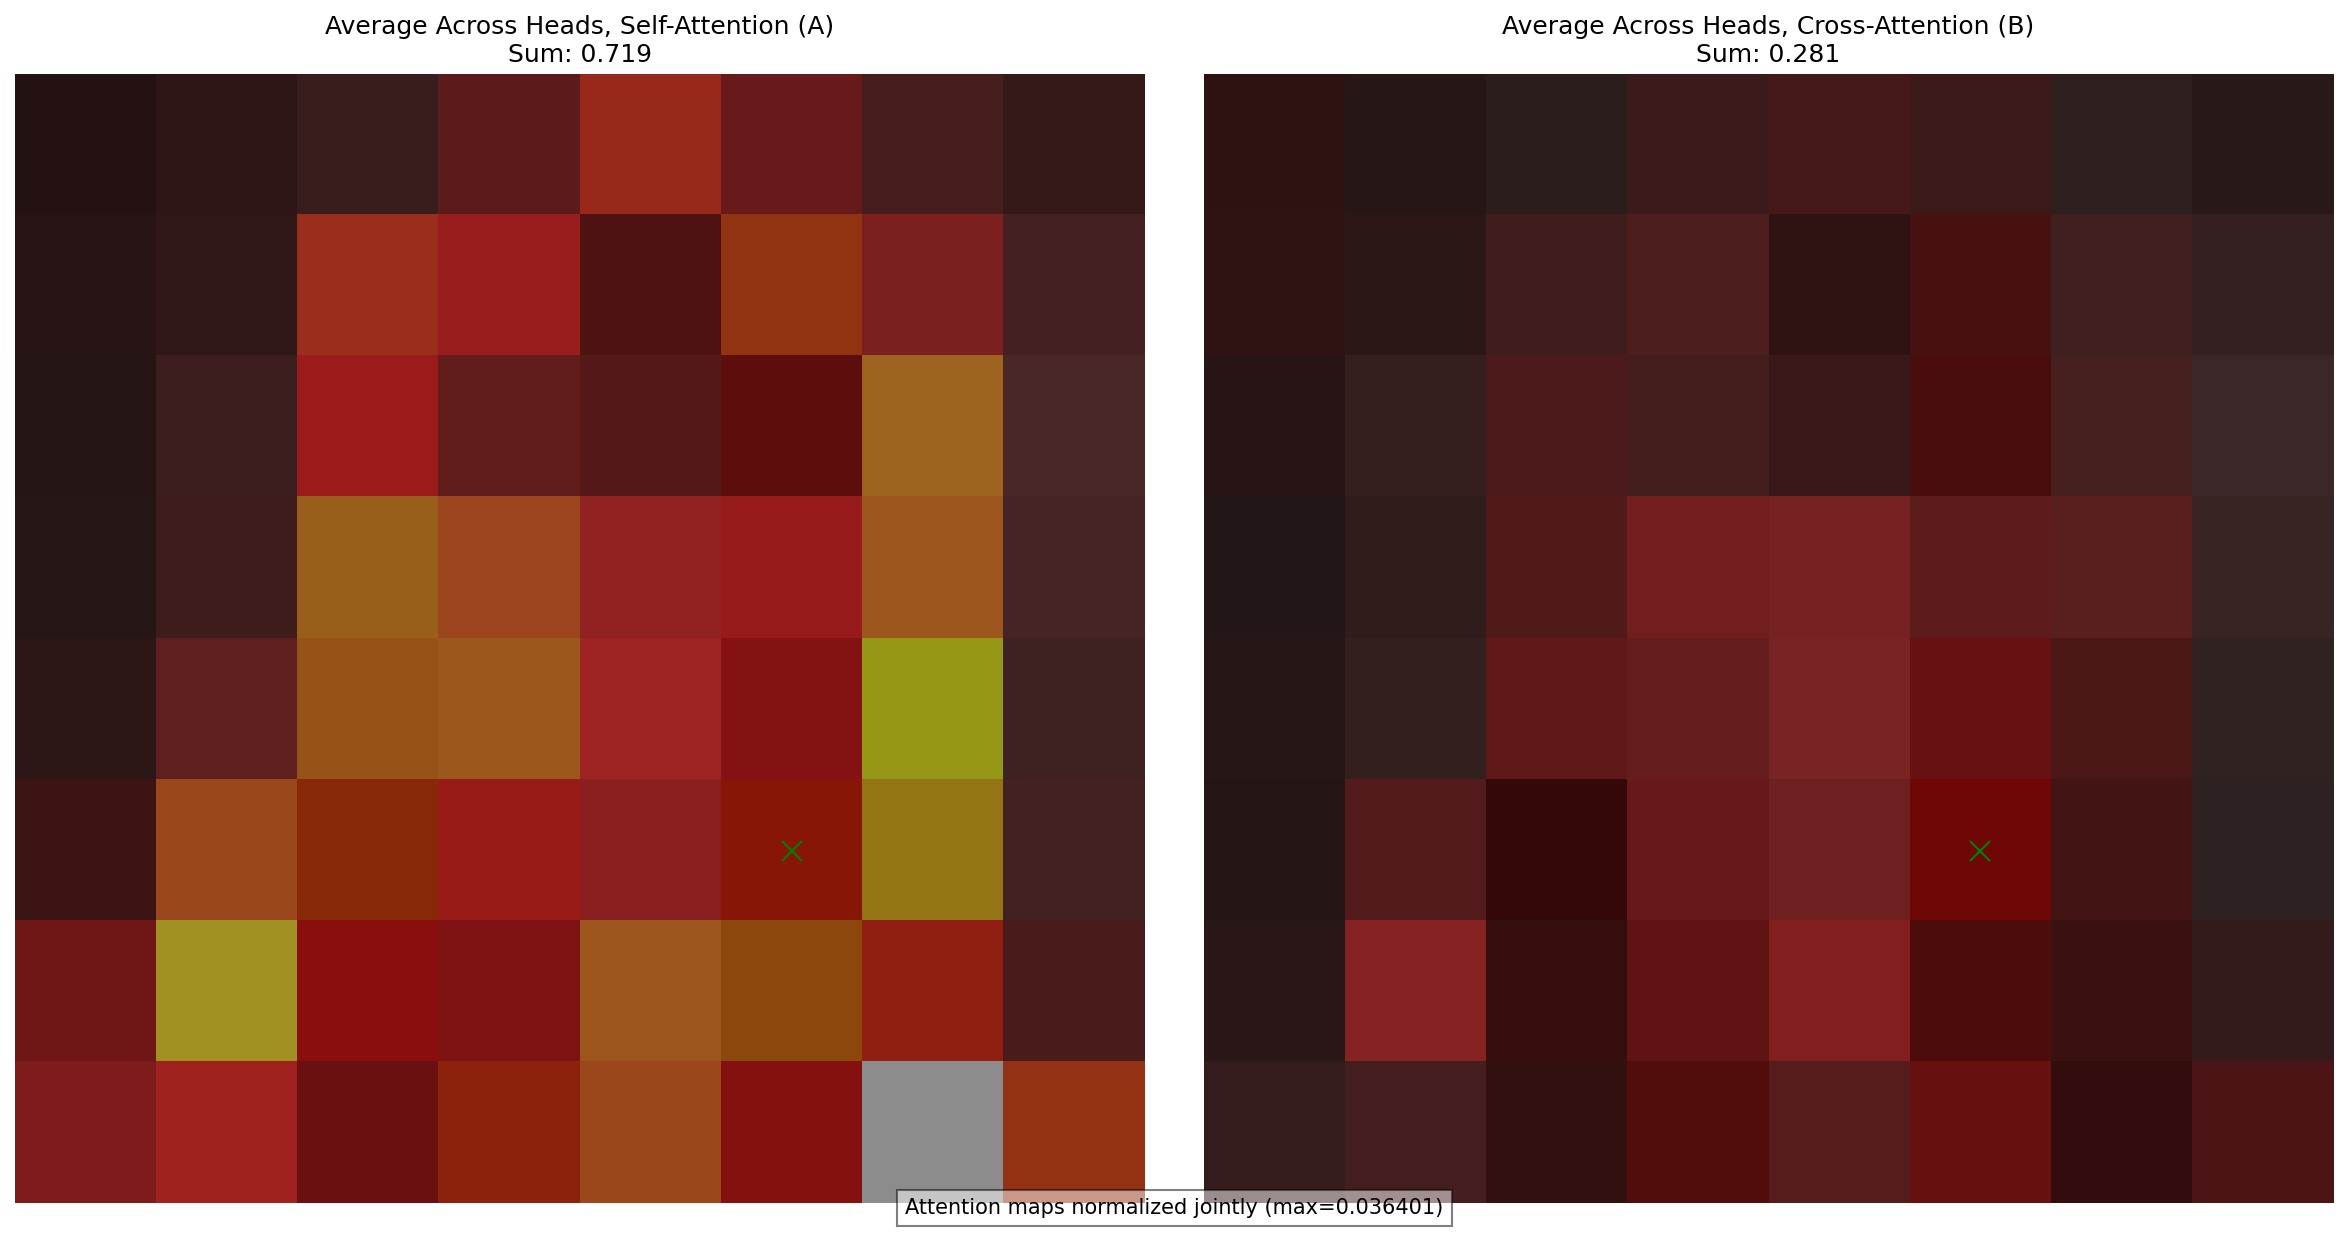 Average Across Heads, Self-Attention (A)
Sum: 0.719
Average Across Heads, Cross-Attention (B)
Sum: 0.281
Attention maps normalized jointly (max=0.036401)